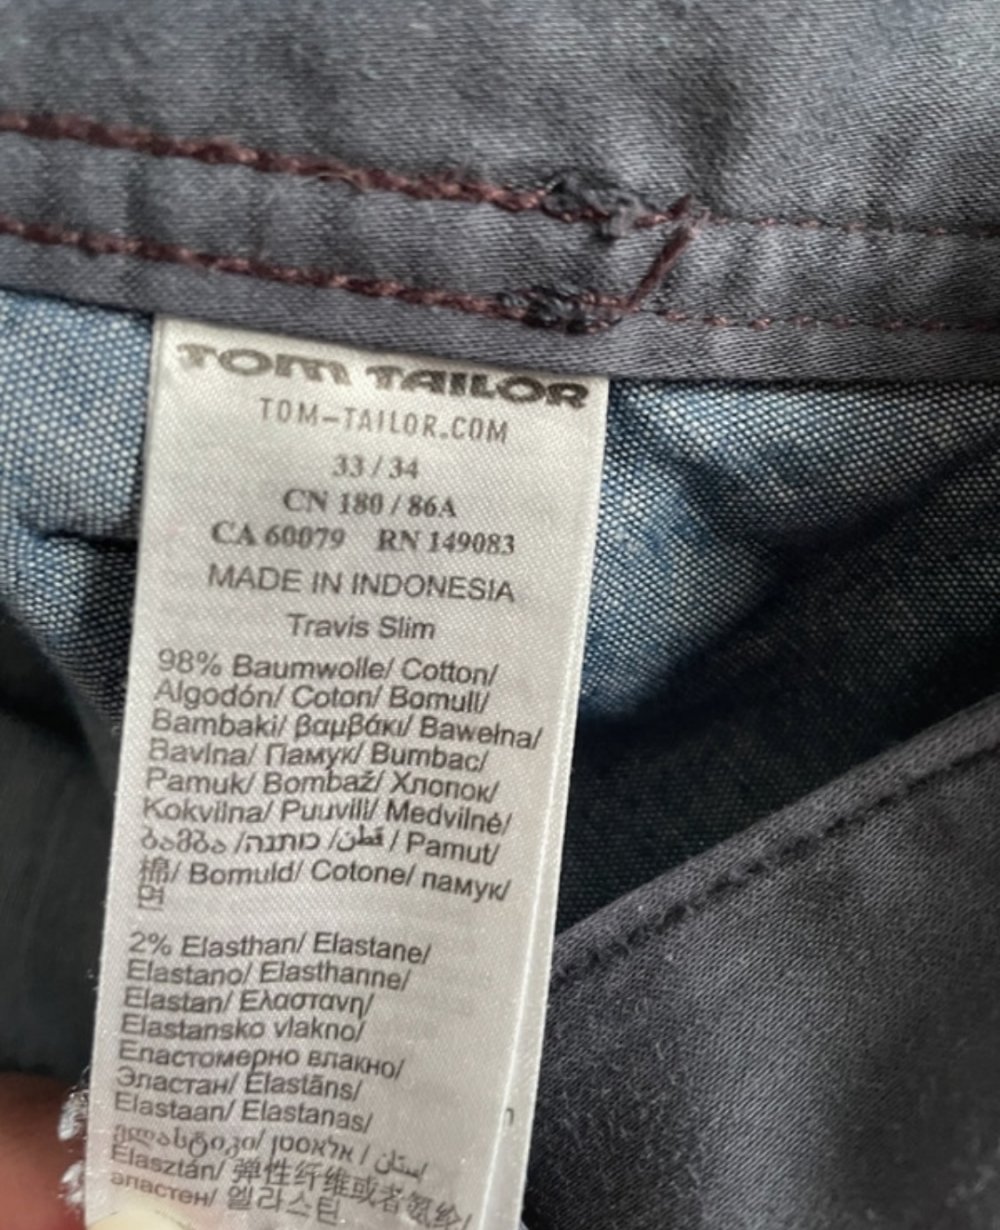 TOM TAILOR
TOM-TAILOR.COM
33 / 34
CN 180 / 86A
CA 60079 RN 149083
MADE IN INDONESIA
Travis Slim
98% Baumwolle/ Cotton/
Algodón/ Coton/ Bomull/
Bambaki/ βαμβάκι/ Bawełna/
Bavlna/ Памук/ Bumbac/
Pamuk/ Bombaž/ Хлопок/
Kokvilna/ Puuvill/ Medvilnė/
ბამბა /כותנה /قطن / Pamut/
棉/ Bomuld/ Cotone/ памук/
면
2% Elasthan/ Elastane/
Elastano/ Elasthanne/
Elastan/ Ελαστανη/
Elastansko vlakno/
Еластомерно влакно/
Эластан/ Elastāns/
Elastaan/ Elastanas/
ელასტიკი/ אלאסטן / إستان/
Elasztán/ 弹性纤维或者氨纶/
эластен/ 엘라스틴